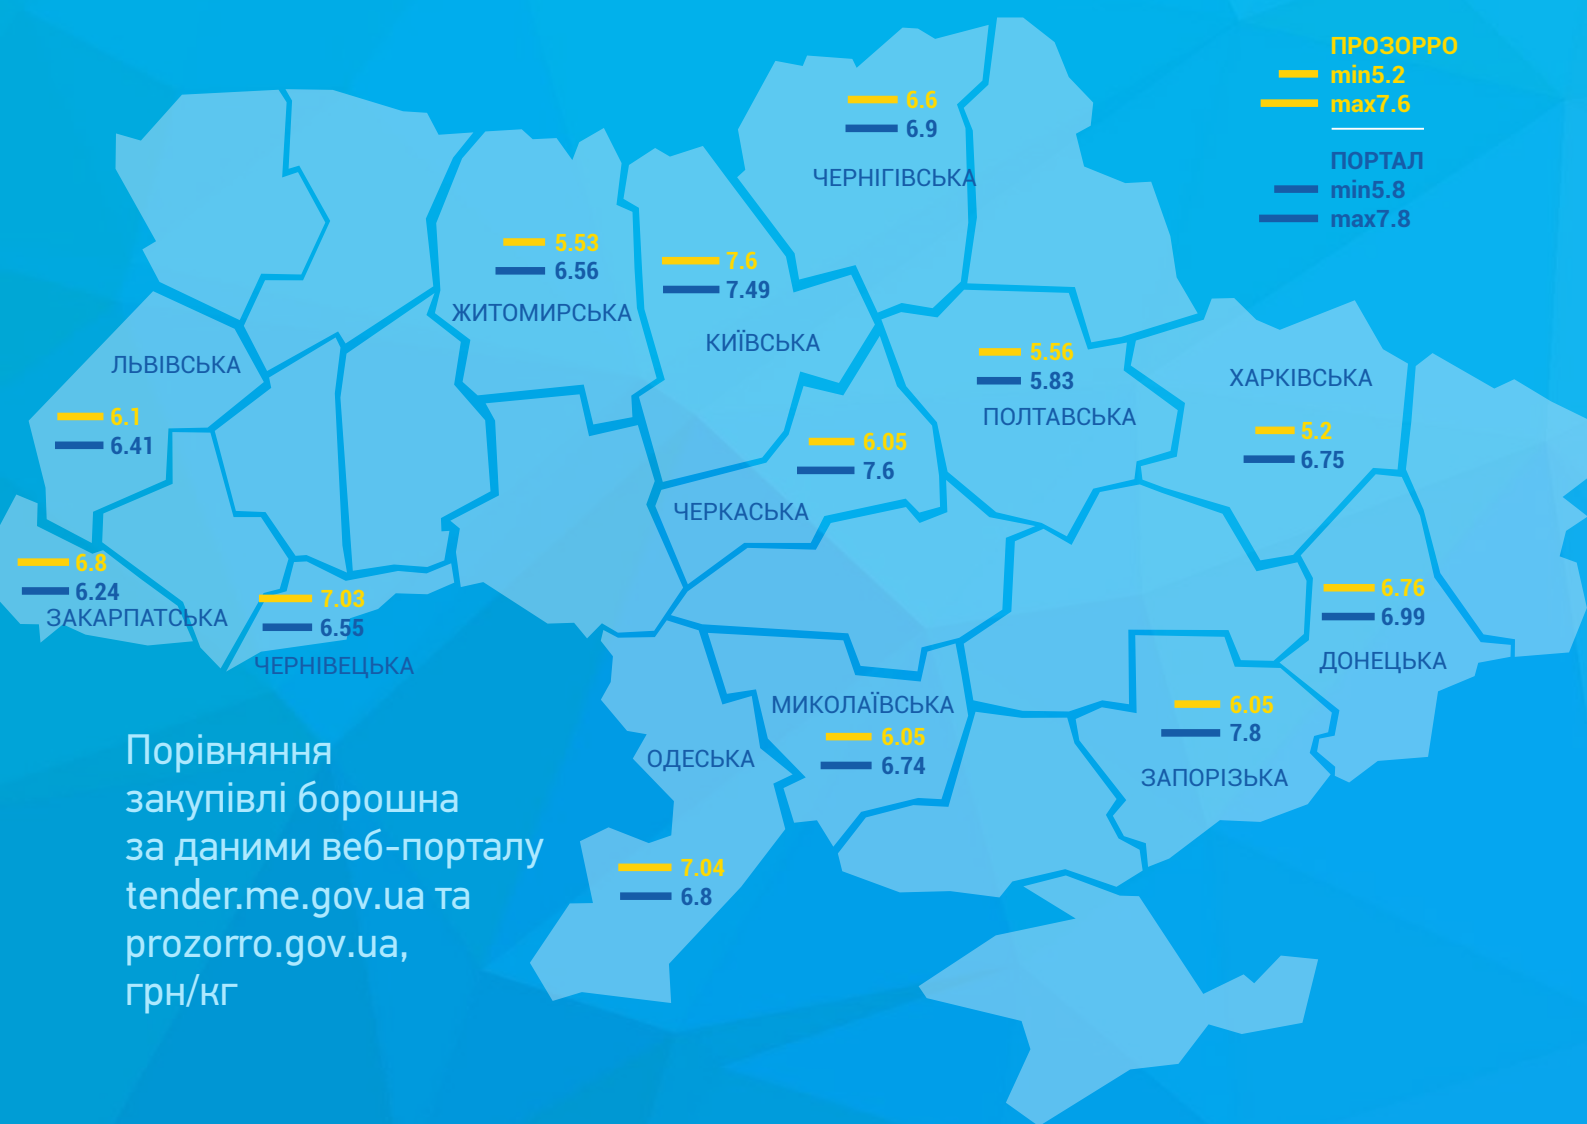 ПРОЗОРРО
min5.2
max7.6
ПОРТАЛ
min5.8
max7.8
6.6
6.9
ЧЕРНІГІВСЬКА
5.53
6.56
ЖИТОМИРСЬКА
7.6
7.49
КИЇВСЬКА
ЛЬВІВСЬКА
6.1
6.41
5.56
5.83
ПОЛТАВСЬКА
ХАРКІВСЬКА
5.2
6.75
6.05
7.6
ЧЕРКАСЬКА
6.8
6.24
ЗАКАРПАТСЬКА
7.03
6.55
ЧЕРНІВЕЦЬКА
6.76
6.99
ДОНЕЦЬКА
МИКОЛАЇВСЬКА
6.05
6.74
6.05
7.8
ЗАПОРІЗЬКА
ОДЕСЬКА
7.04
6.8
Порівняння
закупівлі борошна
за даними веб-порталу
tender.me.gov.ua та
prozorro.gov.ua,
грн/кг